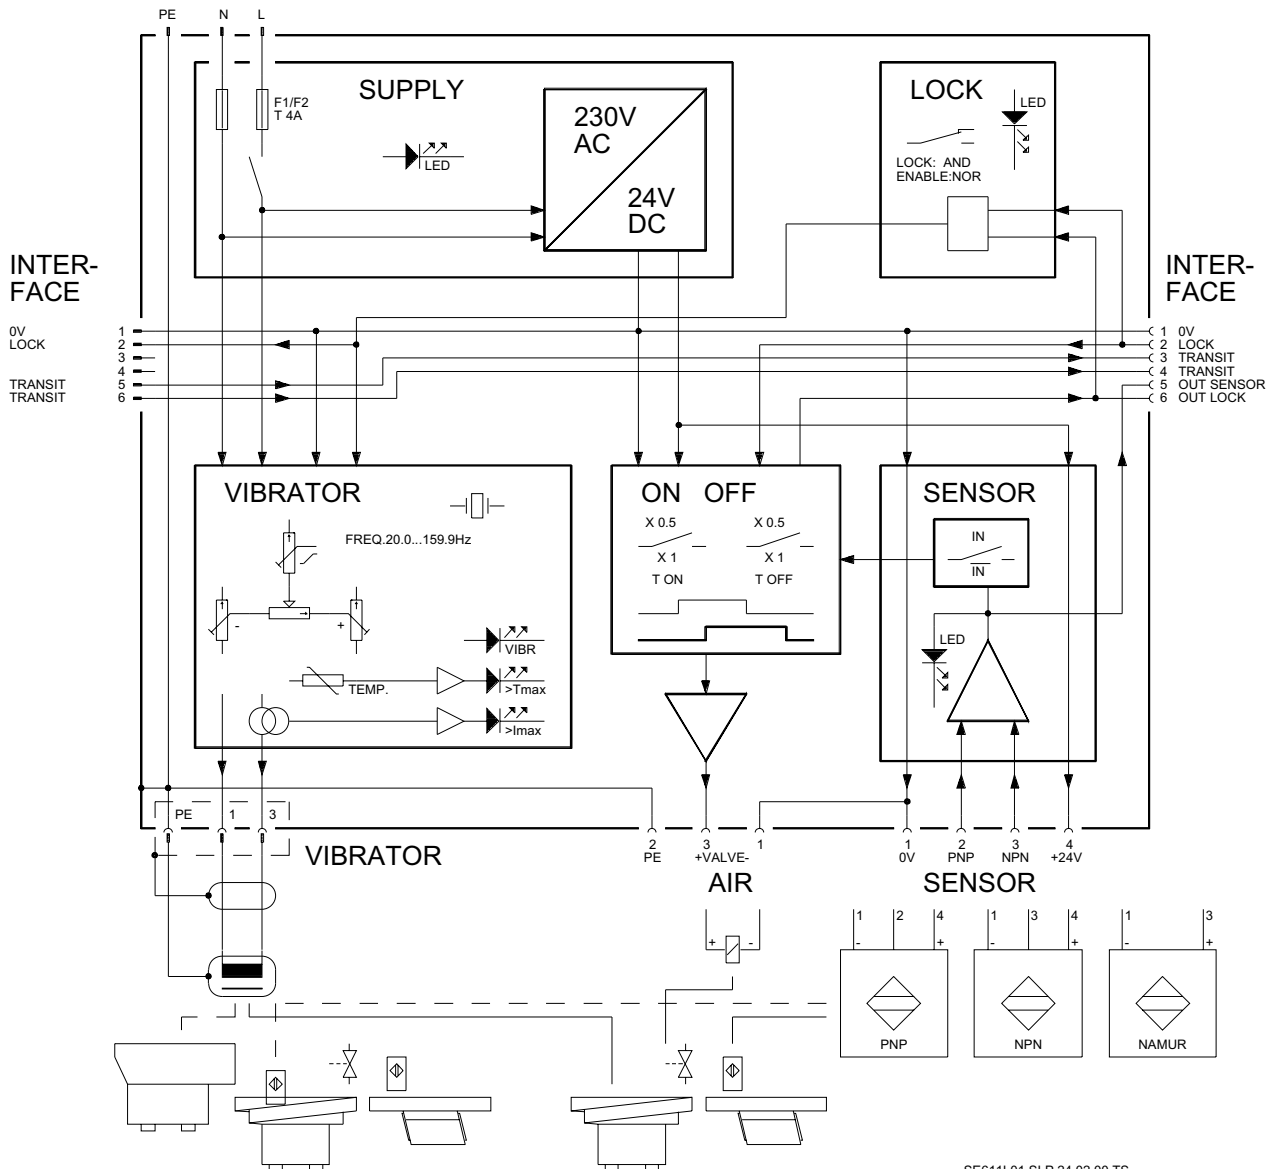 PE N L
SUPPLY
F1/F2
T 4A
LED
230V
AC
24V
DC
LOCK
LED
LOCK: AND
ENABLE:NOR
INTER-
FACE
0V 1
LOCK 2
3
4
TRANSIT 5
TRANSIT 6
INTER-
FACE
1 0V
2 LOCK
3 TRANSIT
4 TRANSIT
5 OUT SENSOR
6 OUT LOCK
VIBRATOR
FREQ.20.0...159.9Hz
- +
VIBR
TEMP.
>Tmax
>Imax
ON OFF
X 0.5 X 0.5
X 1 X 1
T ON T OFF
SENSOR
IN
IN
LED
PE 1 3
VIBRATOR
2 3 1
PE +VALVE-
AIR
+ -
1 2 3 4
0V PNP NPN +24V
SENSOR
1 2 4
- +
PNP
1 3 4
- +
NPN
1 3
- +
NAMUR